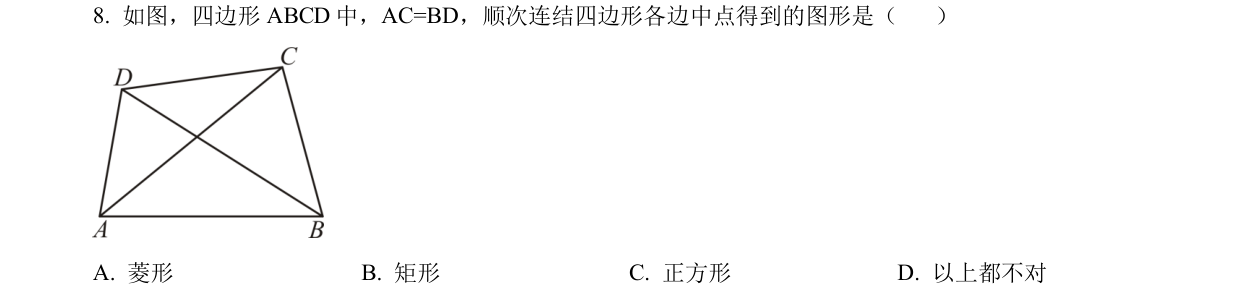 8. 如图，四边形 ABCD 中，AC=BD，顺次连结四边形各边中点得到的图形是（　　）
C
D
A
B
A. 菱形 B. 矩形 C. 正方形 D. 以上都不对